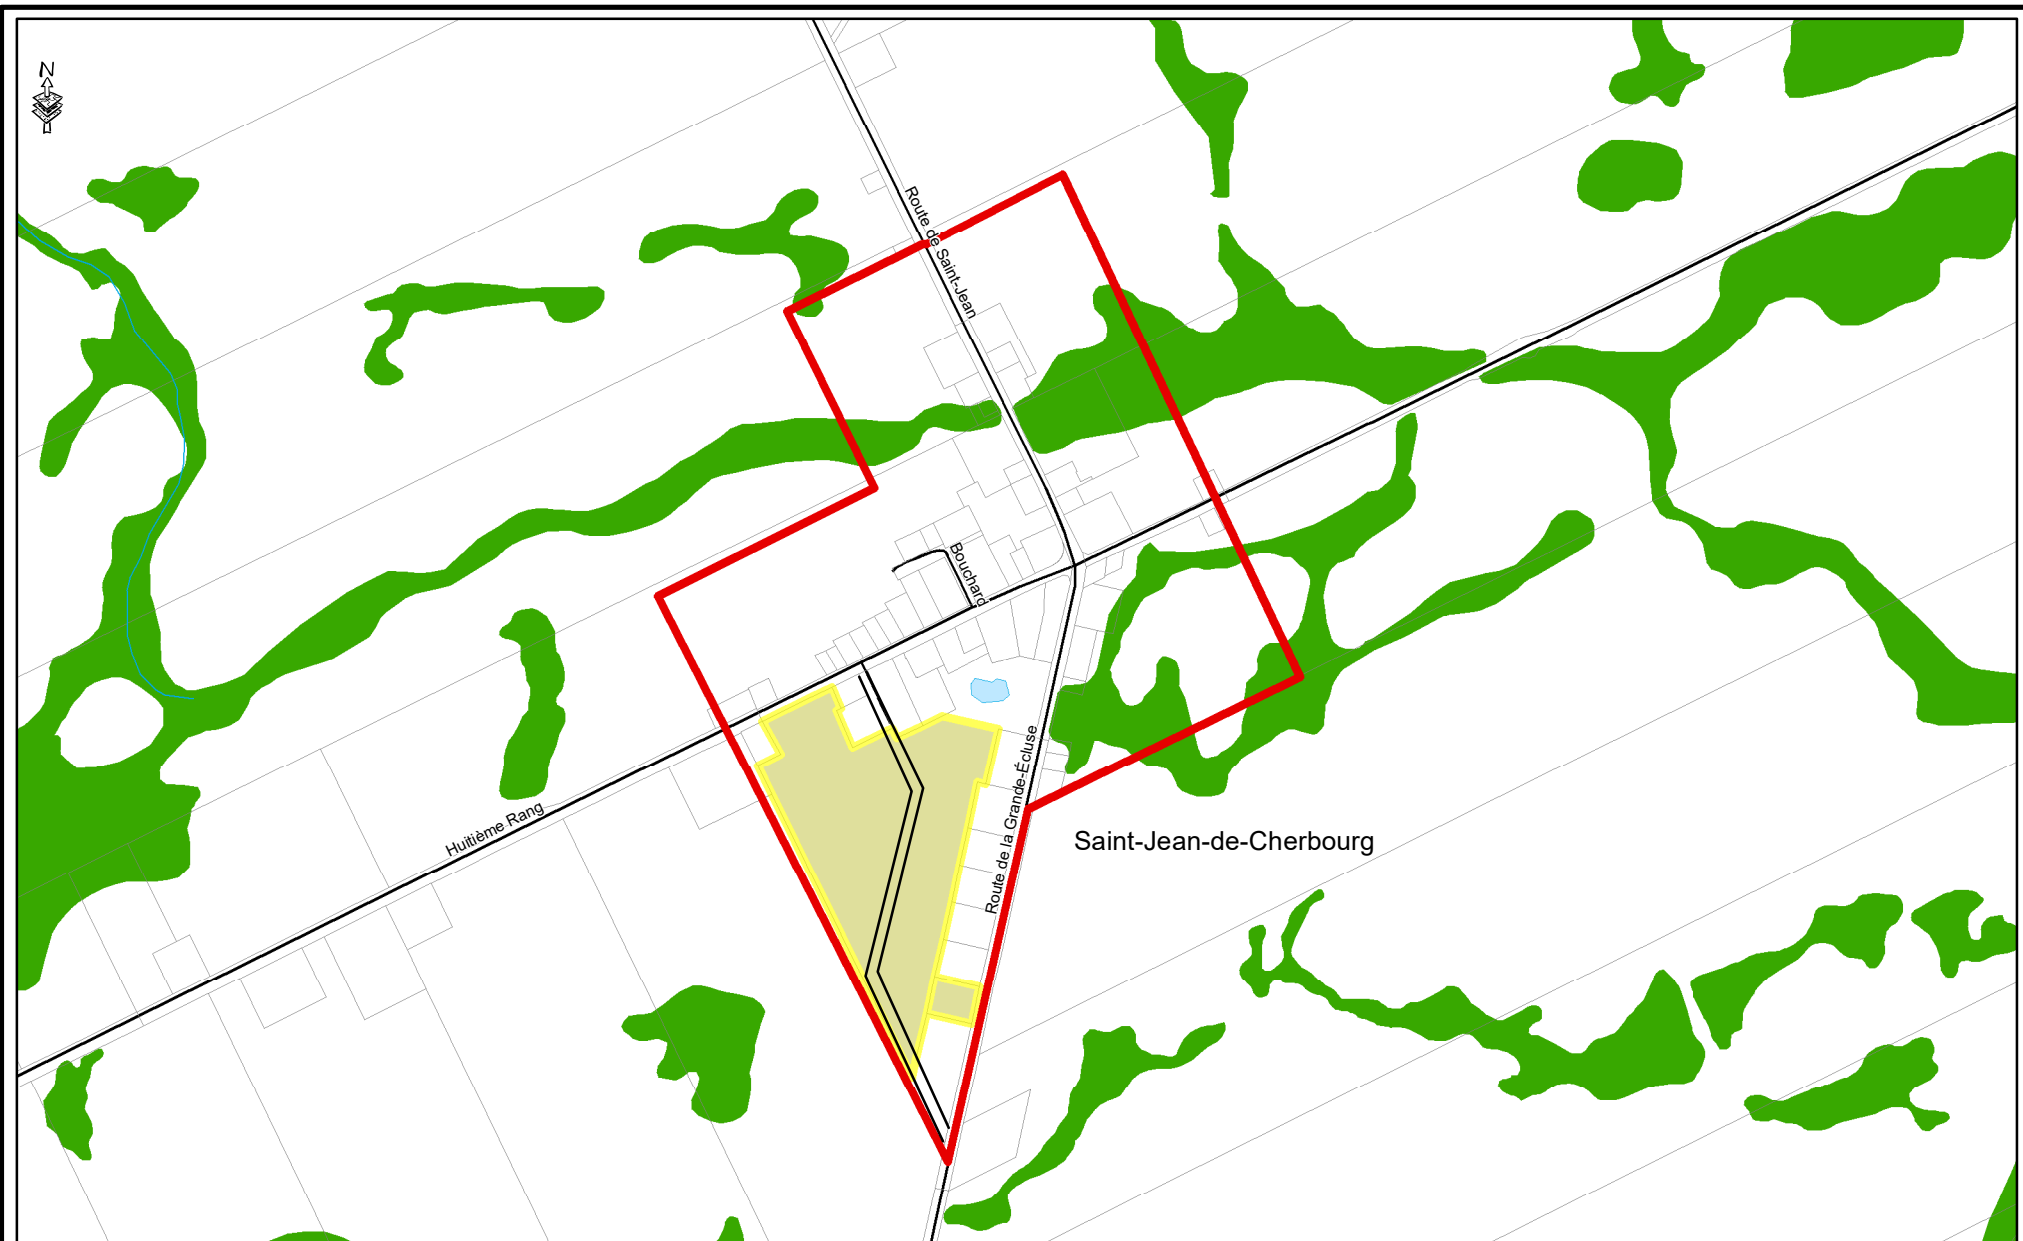 N
Route de Saint-Jean
Bouchard
Huitième Rang
Route de la Grande-Écluse
Saint-Jean-de-Cherbourg